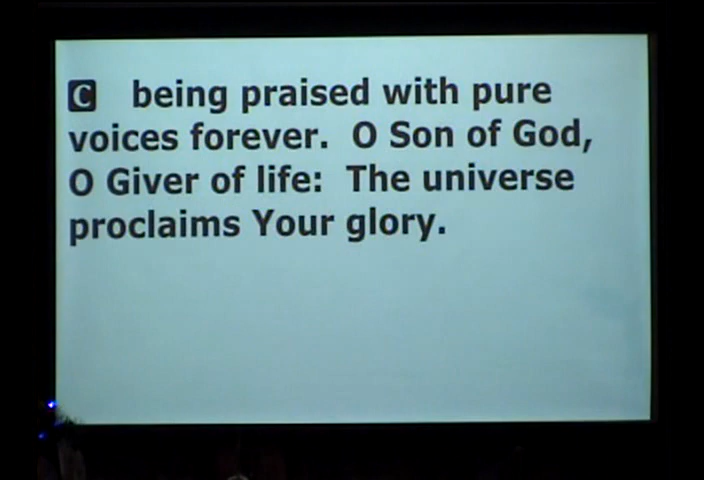 C being praised with pure
voices forever. O Son of God,
O Giver of life: The universe
proclaims Your glory.